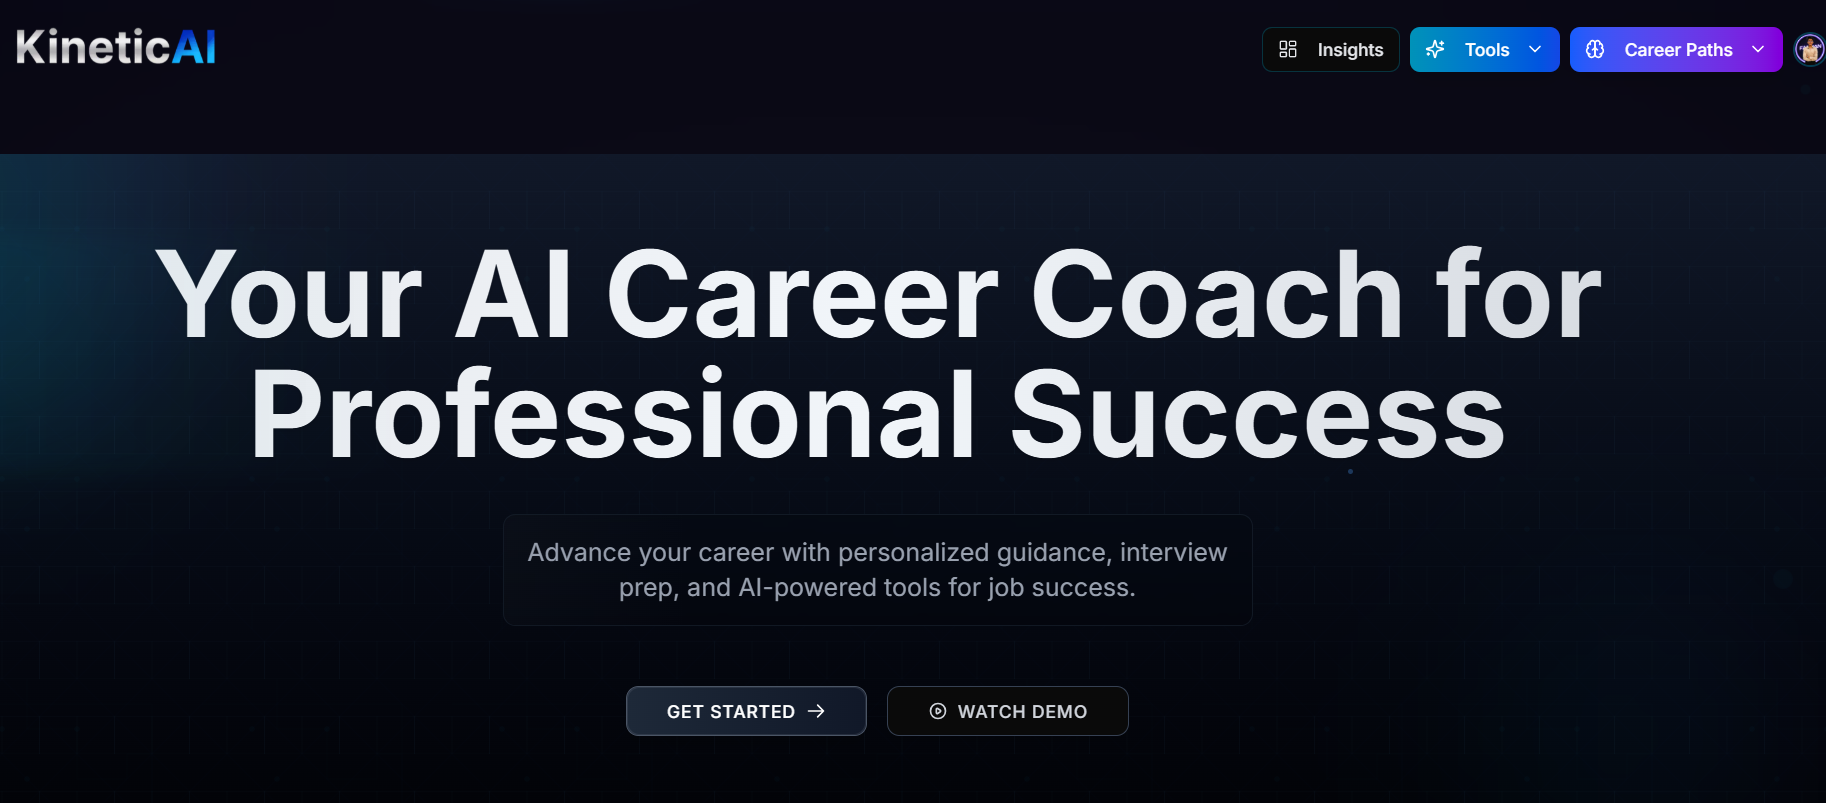 KineticAI
Insights
Tools
Career Paths
Your AI Career Coach for
Professional Success
Advance your career with personalized guidance, interview
prep, and AI-powered tools for job success.
GET STARTED
WATCH DEMO